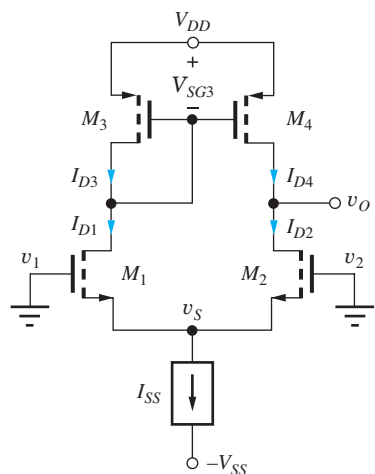 V_DD
+
V_SG3
–
M_3
M_4
I_D3
I_D4
v_O
I_D1
I_D2
v_1
v_2
M_1
M_2
v_S
I_SS
–V_SS